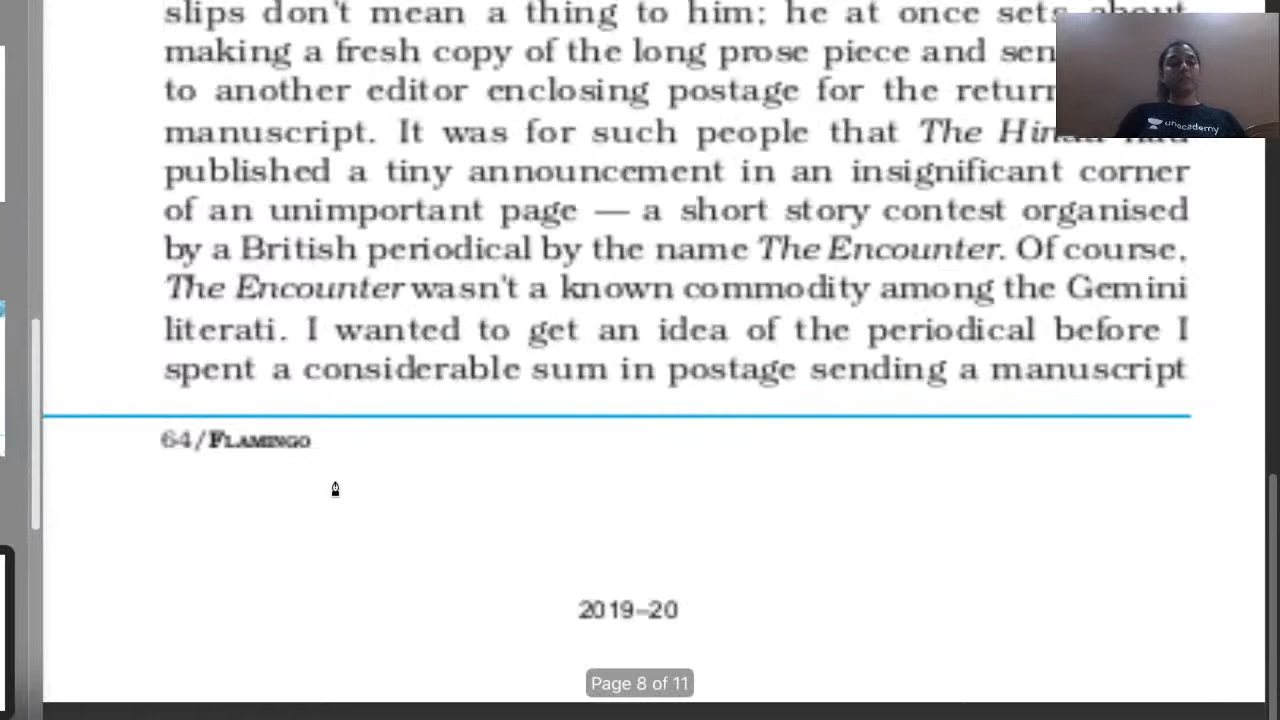 slips don't mean a thing to him; he at once sets about
making a fresh copy of the long prose piece and sen
to another editor enclosing postage for the return
manuscript. It was for such people that The Hindu had
published a tiny announcement in an insignificant corner
of an unimportant page — a short story contest organised
by a British periodical by the name The Encounter. Of course,
The Encounter wasn't a known commodity among the Gemini
literati. I wanted to get an idea of the periodical before I
spent a considerable sum in postage sending a manuscript
64/FLAMINGO
2019–20
Page 8 of 11
unacademy